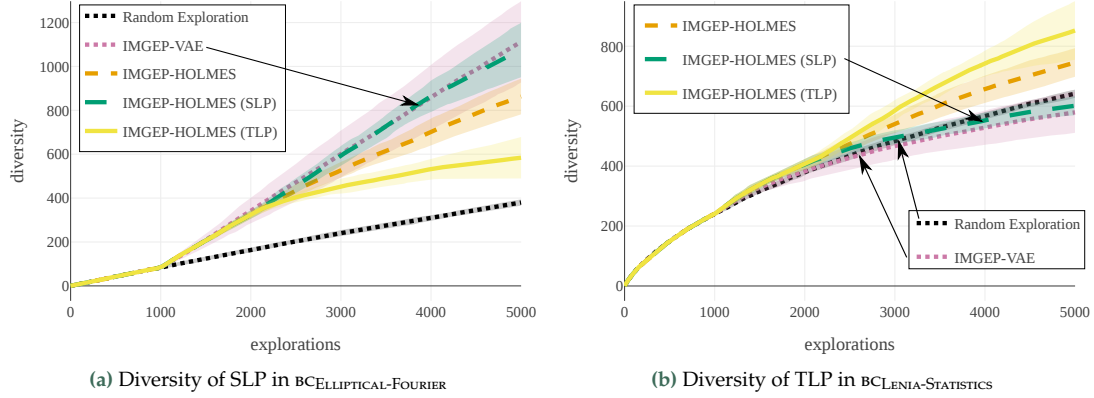 1200
1000
800
600
400
200
0
diversity
Random Exploration
IMGEP-VAE
IMGEP-HOLMES
IMGEP-HOLMES (SLP)
IMGEP-HOLMES (TLP)
0 1000 2000 3000 4000 5000
explorations
(a) Diversity of SLP in BC_ELLIPTICAL-FOURIER
800
600
400
200
0
diversity
IMGEP-HOLMES
IMGEP-HOLMES (SLP)
IMGEP-HOLMES (TLP)
Random Exploration
IMGEP-VAE
0 1000 2000 3000 4000 5000
explorations
(b) Diversity of TLP in BC_LENIA-STATISTICS